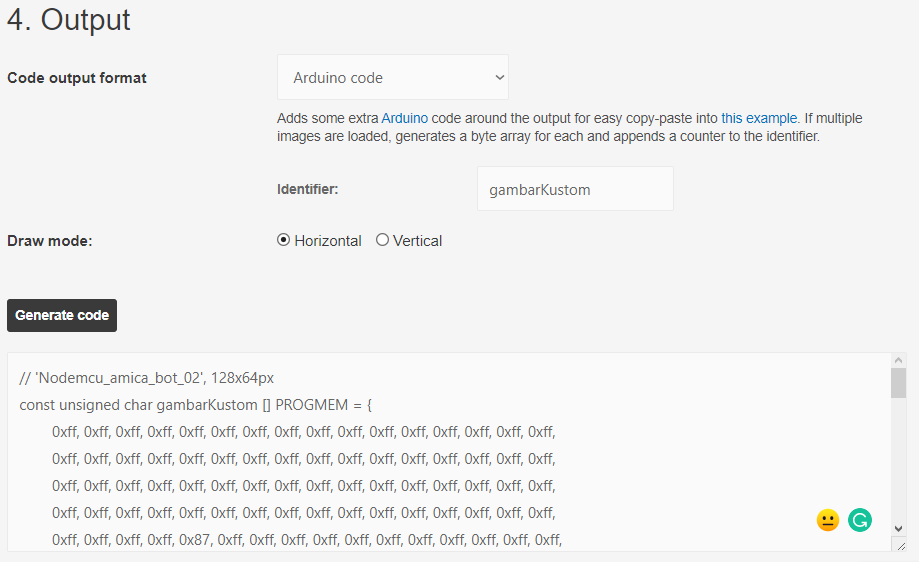 4. Output
Code output format
Arduino code
Adds some extra Arduino code around the output for easy copy-paste into this example. If multiple
images are loaded, generates a byte array for each and appends a counter to the identifier.
Identifier:
gambarKustom
Draw mode:
Horizontal Vertical
Generate code
// 'Nodemcu_amica_bot_02', 128x64px
const unsigned char gambarKustom [] PROGMEM = {
0xff, 0xff, 0xff, 0xff, 0xff, 0xff, 0xff, 0xff, 0xff, 0xff, 0xff, 0xff, 0xff, 0xff, 0xff, 0xff,
0xff, 0xff, 0xff, 0xff, 0xff, 0xff, 0xff, 0xff, 0xff, 0xff, 0xff, 0xff, 0xff, 0xff, 0xff, 0xff,
0xff, 0xff, 0xff, 0xff, 0xff, 0xff, 0xff, 0xff, 0xff, 0xff, 0xff, 0xff, 0xff, 0xff, 0xff, 0xff,
0xff, 0xff, 0xff, 0xff, 0xff, 0xff, 0xff, 0xff, 0xff, 0xff, 0xff, 0xff, 0xff, 0xff, 0xff, 0xff,
0xff, 0xff, 0xff, 0xff, 0x87, 0xff, 0xff, 0xff, 0xff, 0xff, 0xff, 0xff, 0xff, 0xff, 0xff, 0xff,